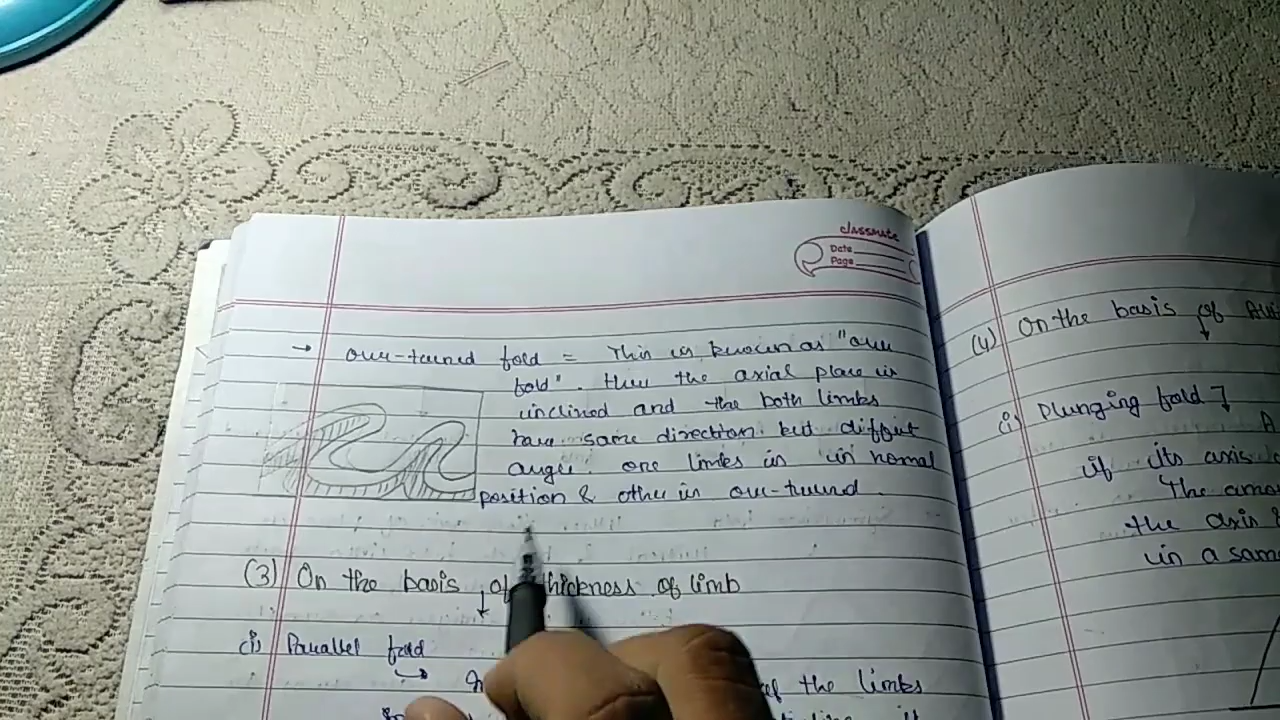 classmate
Date
Page
→ over-turned fold = This is known as "over
fold". Here the axial plane is
inclined and the both limbs
have same direction but diffent
angle. one limbs is in normal
position & other is over-turned.
(3) On the basis of thickness of limb
(i) Parallel fold
of the limbs
(4) On the basis of
(i) Plunging fold
if its axis
The amo
the axis
in a sam